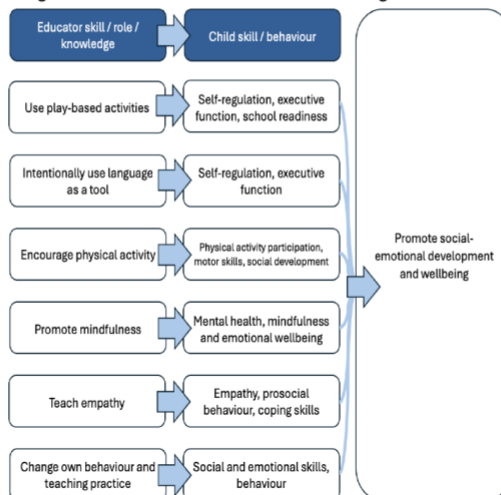 Educator skill / role /
knowledge
Child skill / behaviour
Use play-based activities
Self-regulation, executive
function, school readiness
Intentionally use language
as a tool
Self-regulation, executive
function
Encourage physical activity
Physical activity participation,
motor skills, social development
Promote mindfulness
Mental health, mindfulness
and emotional wellbeing
Teach empathy
Empathy, prosocial
behaviour, coping skills
Change own behaviour and
teaching practice
Social and emotional skills,
behaviour
Promote social-
emotional development
and wellbeing